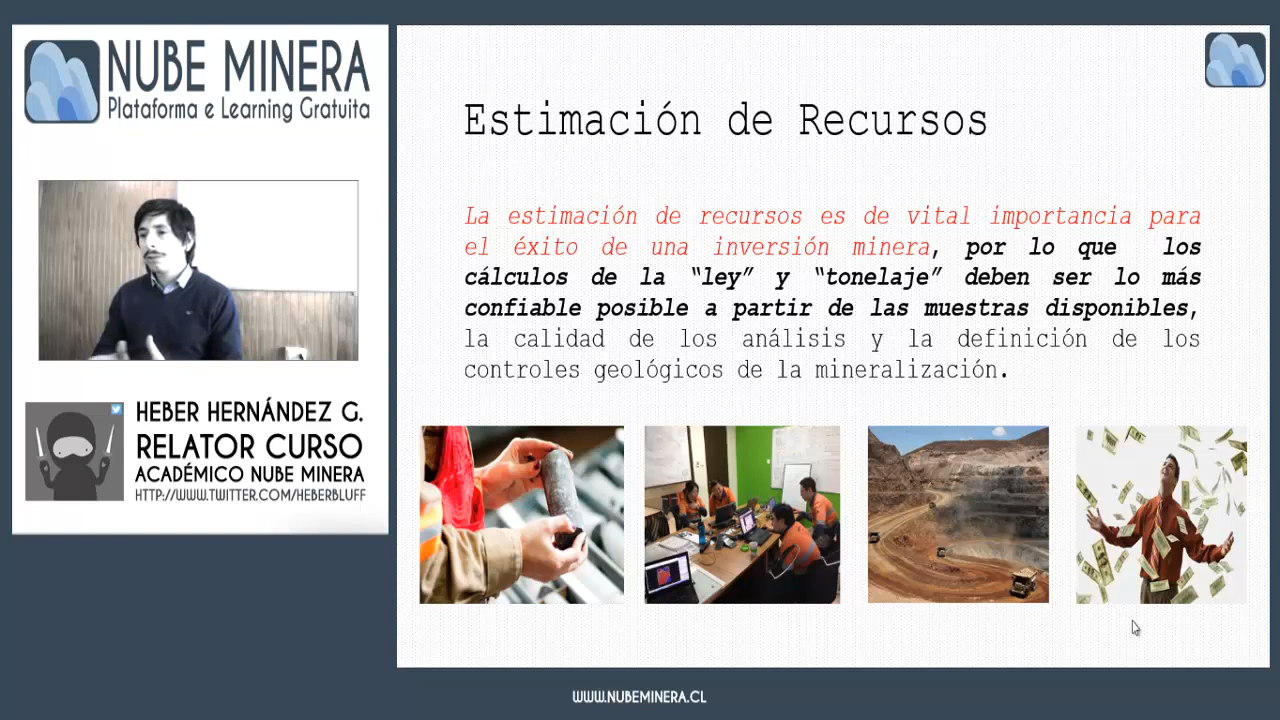 NUBE MINERA
Plataforma e Learning Gratuita
HEBER HERNÁNDEZ G.
RELATOR CURSO
ACADÉMICO NUBE MINERA
HTTP://WWW.TWITTER.COM/HEBERBLUFF
Estimación de Recursos
La estimación de recursos es de vital importancia para
el éxito de una inversión minera, por lo que los
cálculos de la “ley” y “tonelaje” deben ser lo más
confiable posible a partir de las muestras disponibles,
la calidad de los análisis y la definición de los
controles geológicos de la mineralización.
WWW.NUBEMINERA.CL